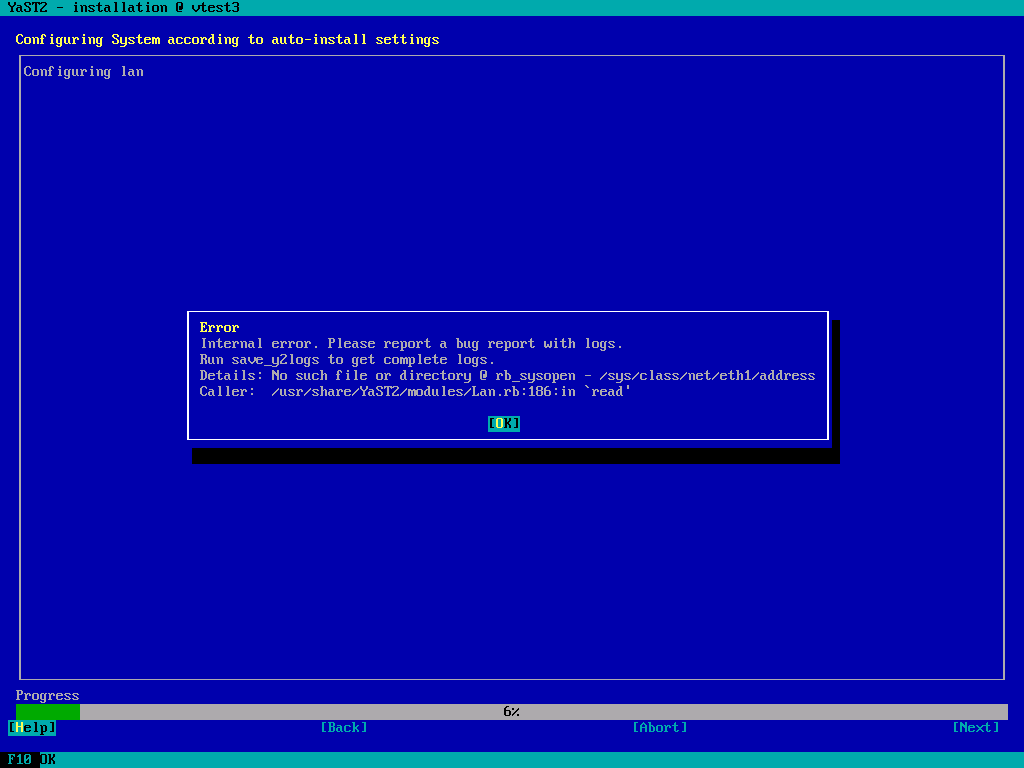 YaST2 - installation @ vtest3
Configuring System according to auto-install settings
Configuring lan
Error
Internal error. Please report a bug report with logs.
Run save_y2logs to get complete logs.
Details: No such file or directory @ rb_sysopen - /sys/class/net/eth1/address
Caller:  /usr/share/YaST2/modules/Lan.rb:186:in `read'
[OK]
Progress
6%
[Help] [Back] [Abort] [Next]
F10 OK